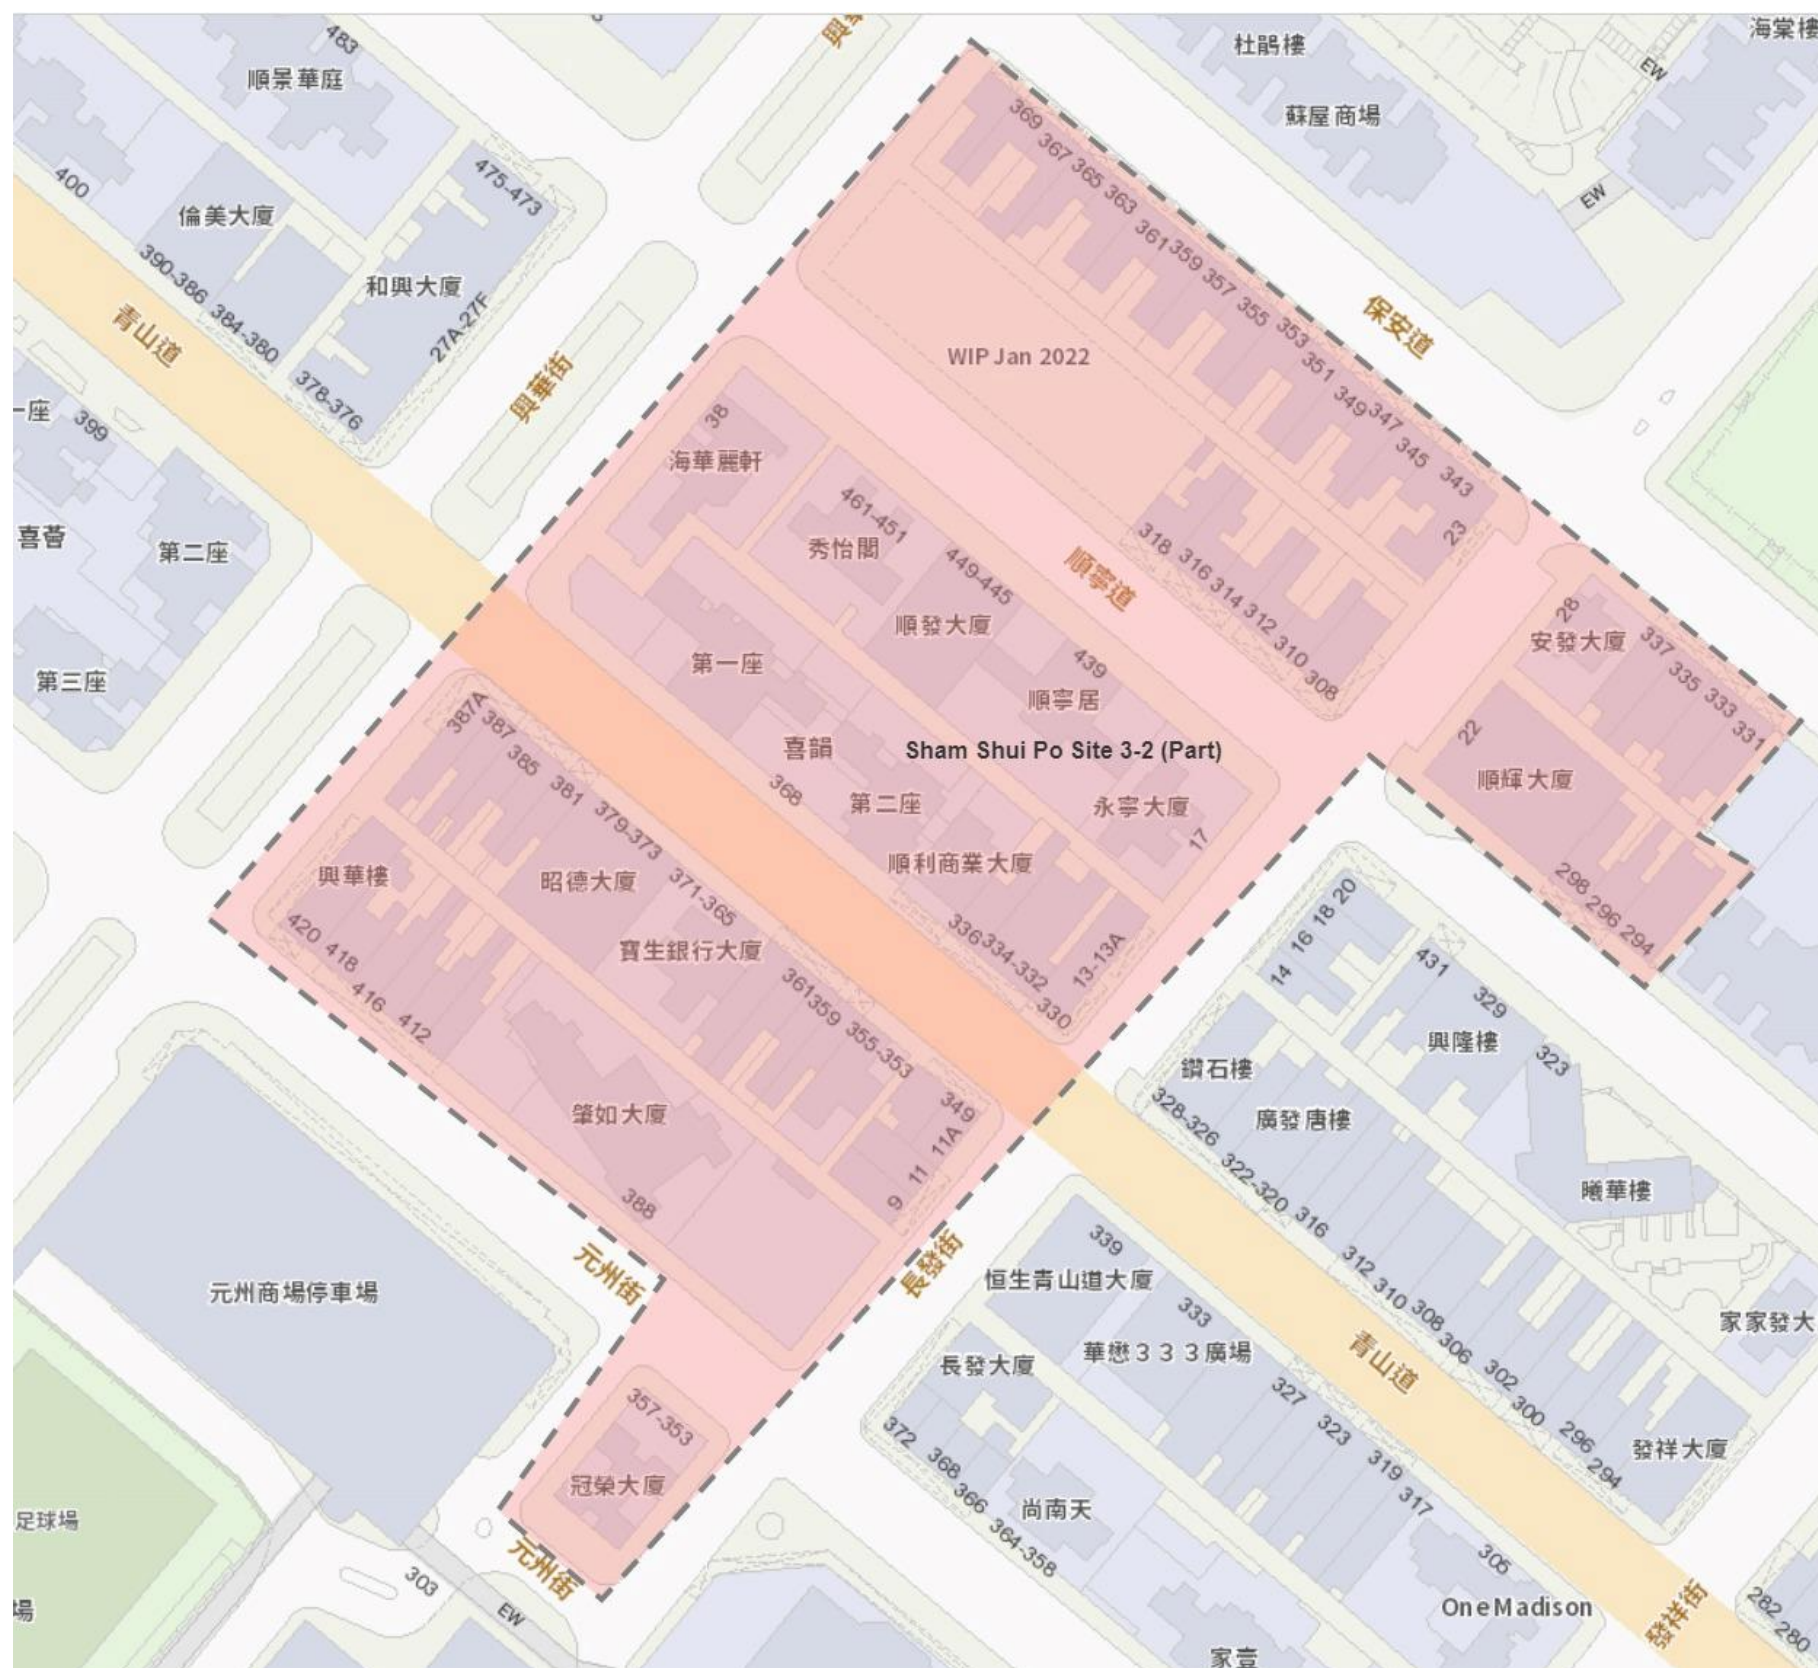 483
順景華庭
杜鵑樓
海棠樓
EW
蘇屋商場
400
475-473
倫美大廈
369
367
365
363
361
359
357
355
353
351
349
347
345
343
23
EW
390-386
384-380
和興大廈
27A-27F
378-376
青山道
興華街
保安道
WIP Jan 2022
一座
399
38
海華麗軒
461-451
秀怡閣
449-445
順寧道
318
316
314
312
310
308
喜薈
第二座
第三座
順發大廈
439
順寧居
第一座
喜韻
368
第二座
Sham Shui Po Site 3-2 (Part)
永寧大廈
17
順利商業大廈
28
安發大廈
337
335
333
331
22
順輝大廈
298
296
294
387A
387
385
381
379-373
371-365
興華樓
昭德大廈
寶生銀行大廈
336
334-332
330
13-13A
361
359
355-353
349
11A
11
9
420
418
416
412
肇如大廈
388
元州街
長發街
20
18
16
14
431
329
興隆樓
323
鑽石樓
328-326
廣發唐樓
322-320
316
312
310
308
306
302
300
296
294
曦華樓
家家發大
元州商場停車場
339
恒生青山道大廈
333
華懋３３３廣場
長發大廈
327
323
319
317
305
青山道
發祥大廈
357-353
冠榮大廈
372
368
366
364-358
尚南天
足球場
場
元州街
303
EW
One Madison
發祥街
282
280
家壹